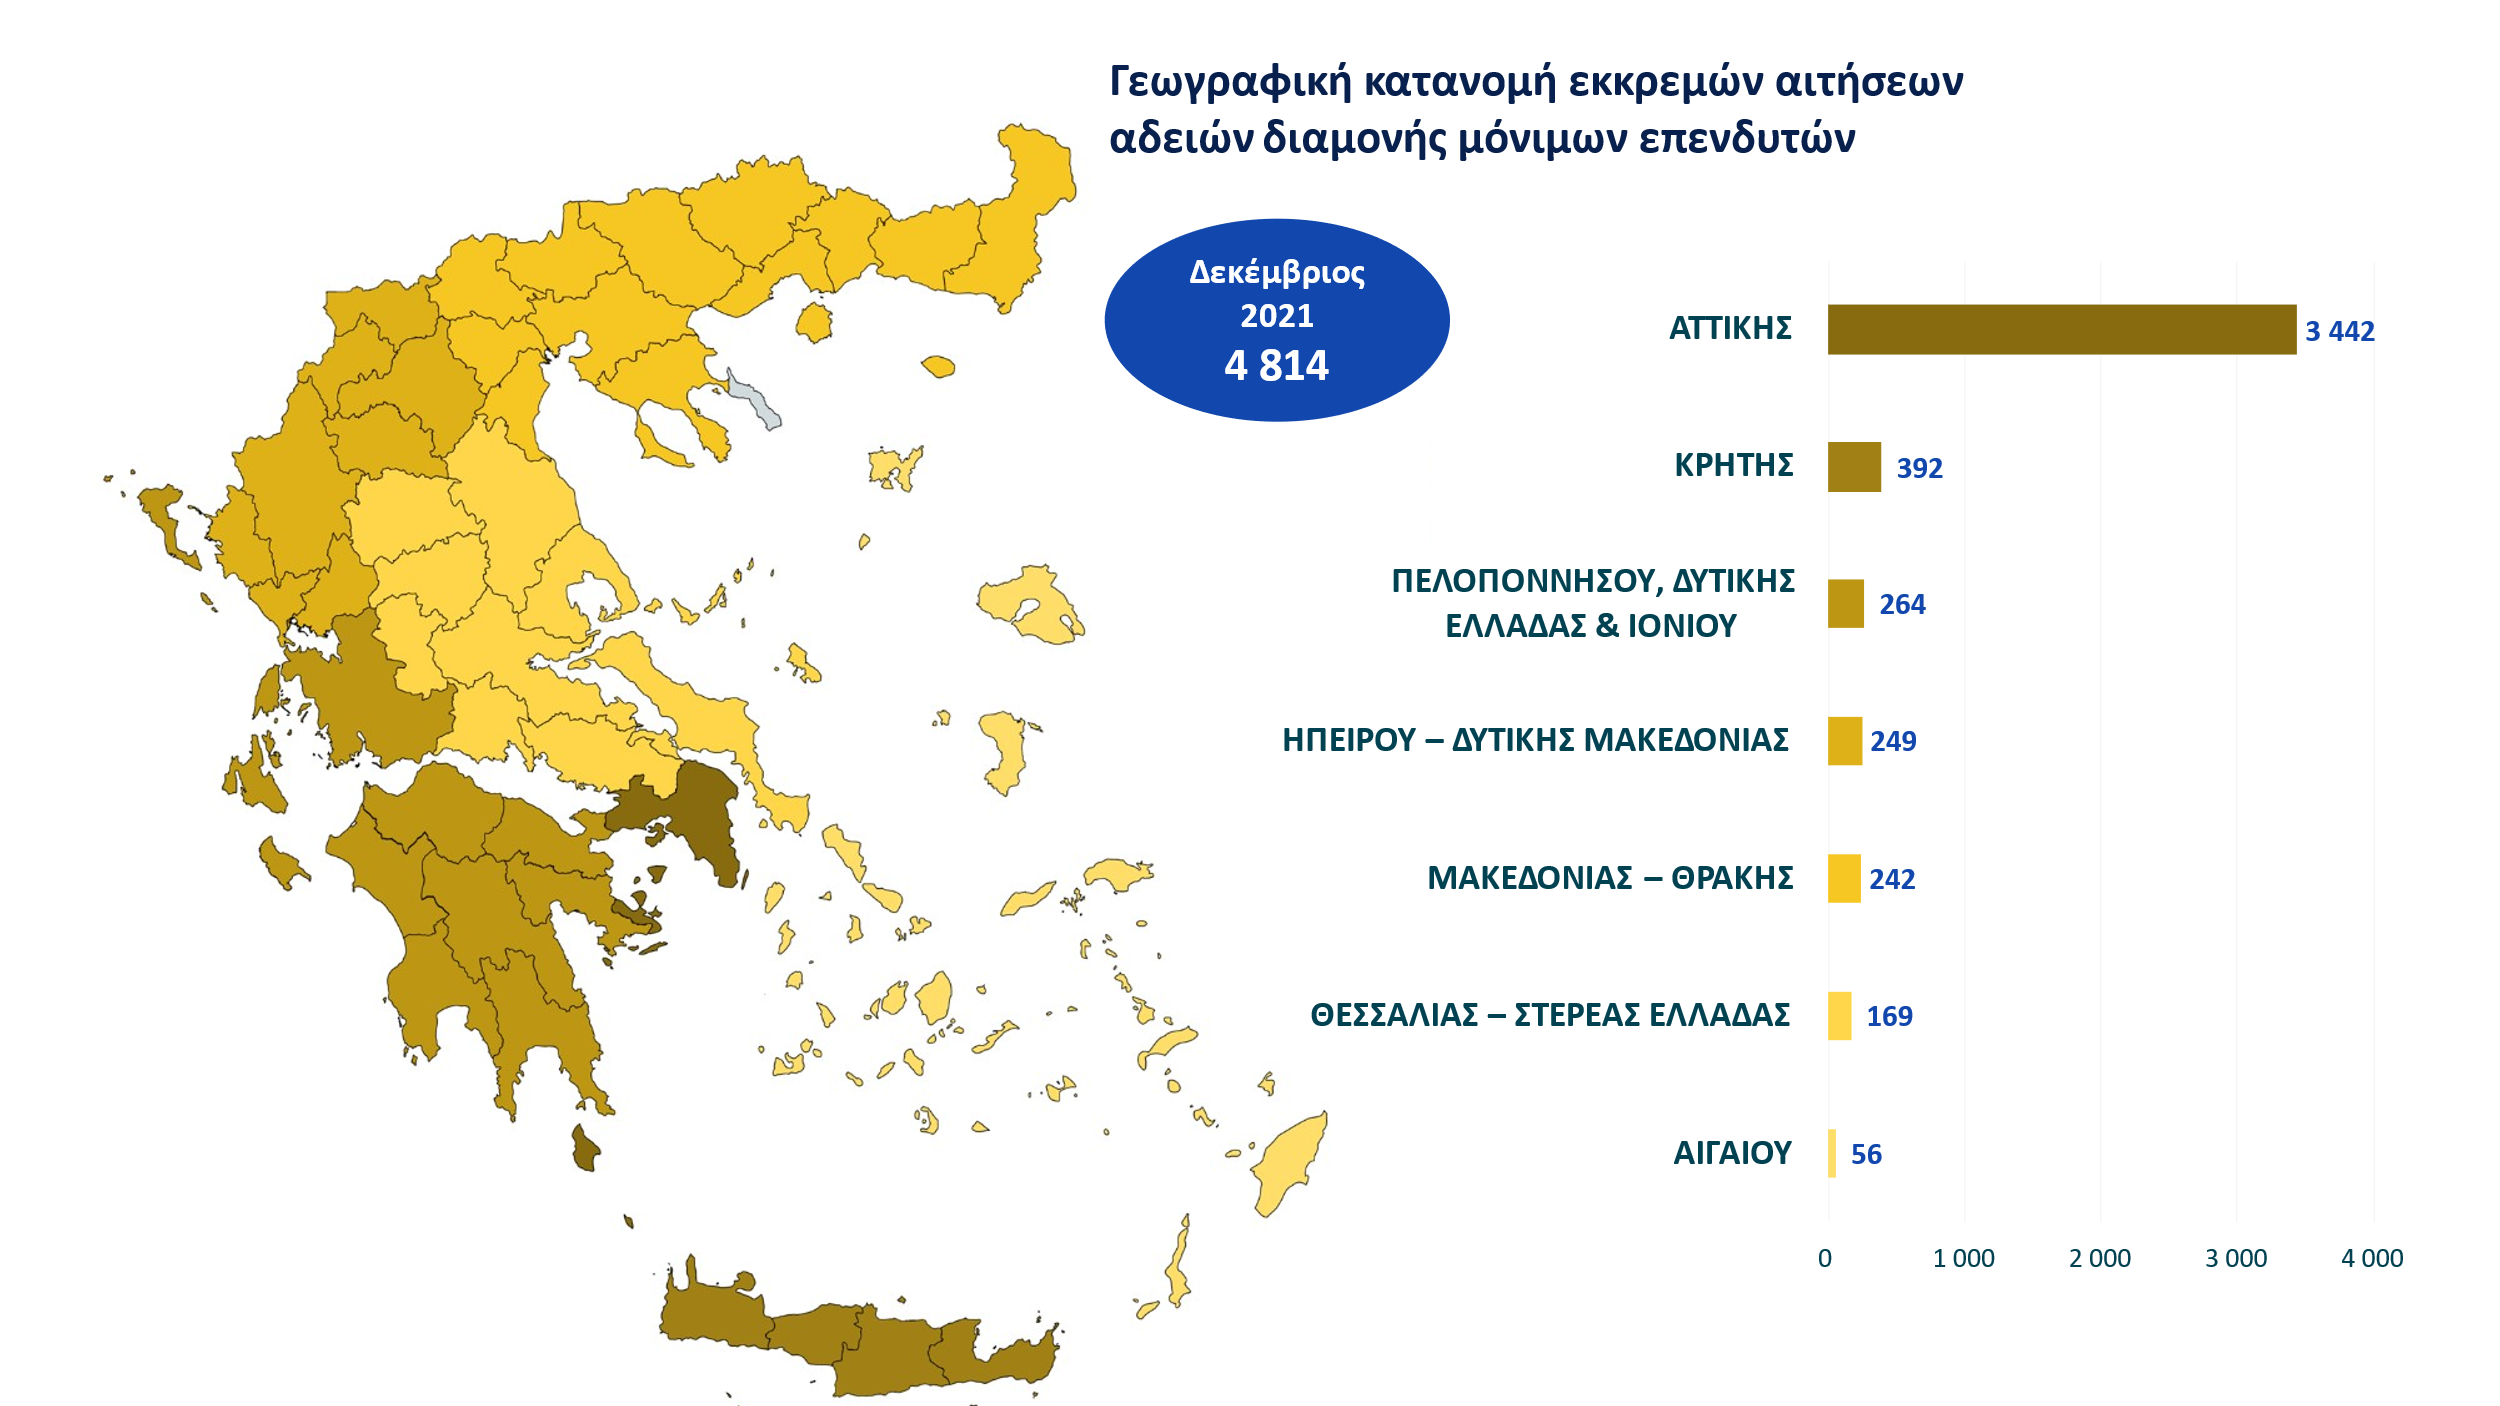 Γεωγραφική κατανομή εκκρεμών αιτήσεων
αδειών διαμονής μόνιμων επενδυτών
Δεκέμβριος
2021
4 814
ΑΤΤΙΚΗΣ
3 442
ΚΡΗΤΗΣ
392
ΠΕΛΟΠΟΝΝΗΣΟΥ, ΔΥΤΙΚΗΣ
ΕΛΛΑΔΑΣ & ΙΟΝΙΟΥ
264
ΗΠΕΙΡΟΥ – ΔΥΤΙΚΗΣ ΜΑΚΕΔΟΝΙΑΣ
249
ΜΑΚΕΔΟΝΙΑΣ – ΘΡΑΚΗΣ
242
ΘΕΣΣΑΛΙΑΣ – ΣΤΕΡΕΑΣ ΕΛΛΑΔΑΣ
169
ΑΙΓΑΙΟΥ
56
0 1 000 2 000 3 000 4 000